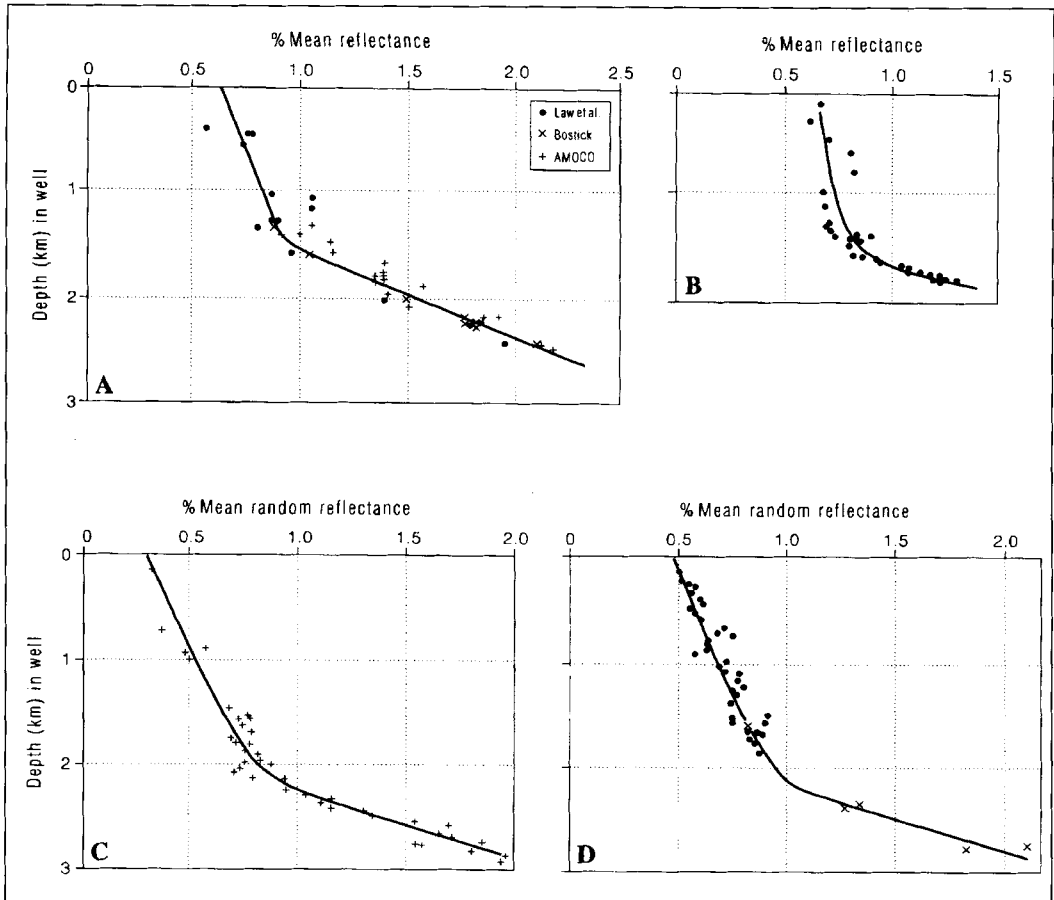 % Mean reflectance
0 0.5 1.0 1.5 2.0 2.5
0
1
2
3
Depth (km) in well
● Law et al.
× Bostick
+ AMOCO
A
% Mean reflectance
0 0.5 1.0 1.5
B
% Mean random reflectance
0 0.5 1.0 1.5 2.0
0
1
2
3
Depth (km) in well
C
% Mean random reflectance
0 0.5 1.0 1.5 2.0
D